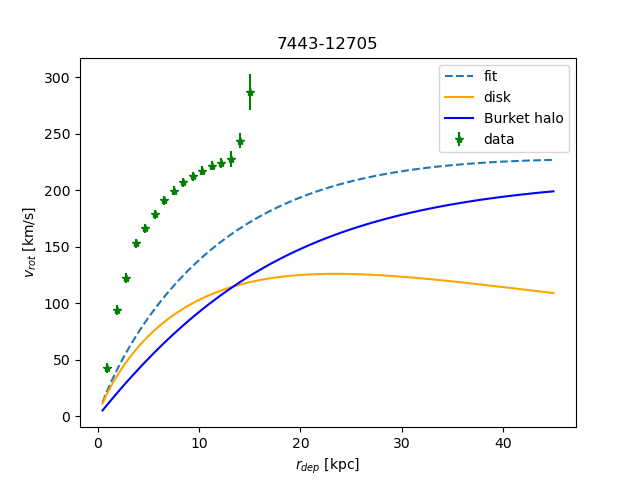 7443-12705
fit
disk
Burket halo
data
300
250
200
150
100
50
0
v_rot [km/s]
0 10 20 30 40
r_dep [kpc]